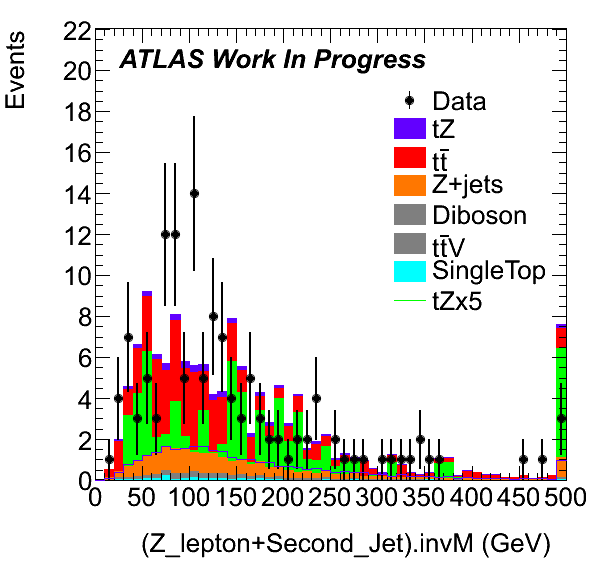 Events
22
20
18
16
14
12
10
8
6
4
2
0
ATLAS Work In Progress
Data
tZ
tt̄
Z+jets
Diboson
tt̄V
SingleTop
tZx5
0 50 100 150 200 250 300 350 400 450 500
(Z_lepton+Second_Jet).invM (GeV)